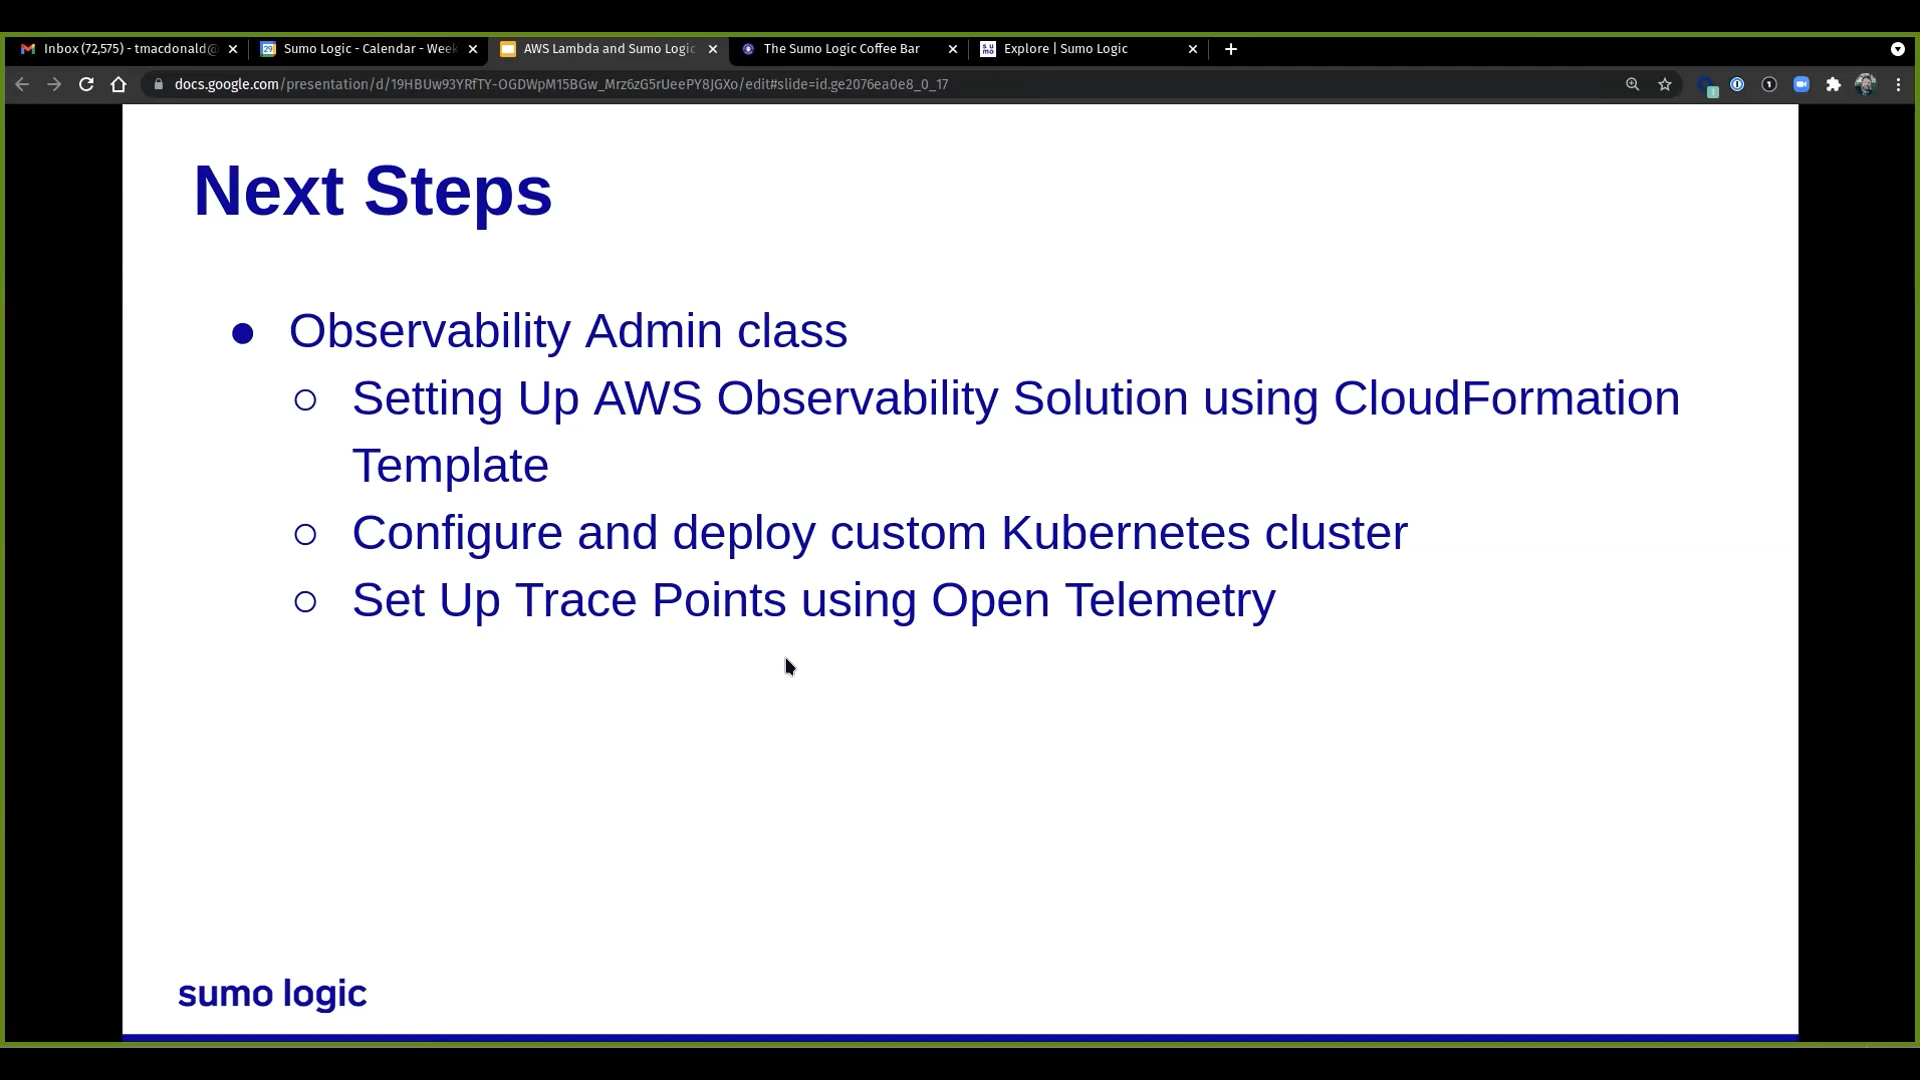 Inbox (72,575) - tmacdonald@
Sumo Logic - Calendar - Week
AWS Lambda and Sumo Logic
The Sumo Logic Coffee Bar
Explore | Sumo Logic
docs.google.com/presentation/d/19HBUw93YRfTY-OGDWpM15BGw_Mrz6zG5rUeePY8JGXo/edit#slide=id.ge2076ea0e8_0_17
Next Steps
● Observability Admin class
○ Setting Up AWS Observability Solution using CloudFormation
Template
○ Configure and deploy custom Kubernetes cluster
○ Set Up Trace Points using Open Telemetry
sumo logic